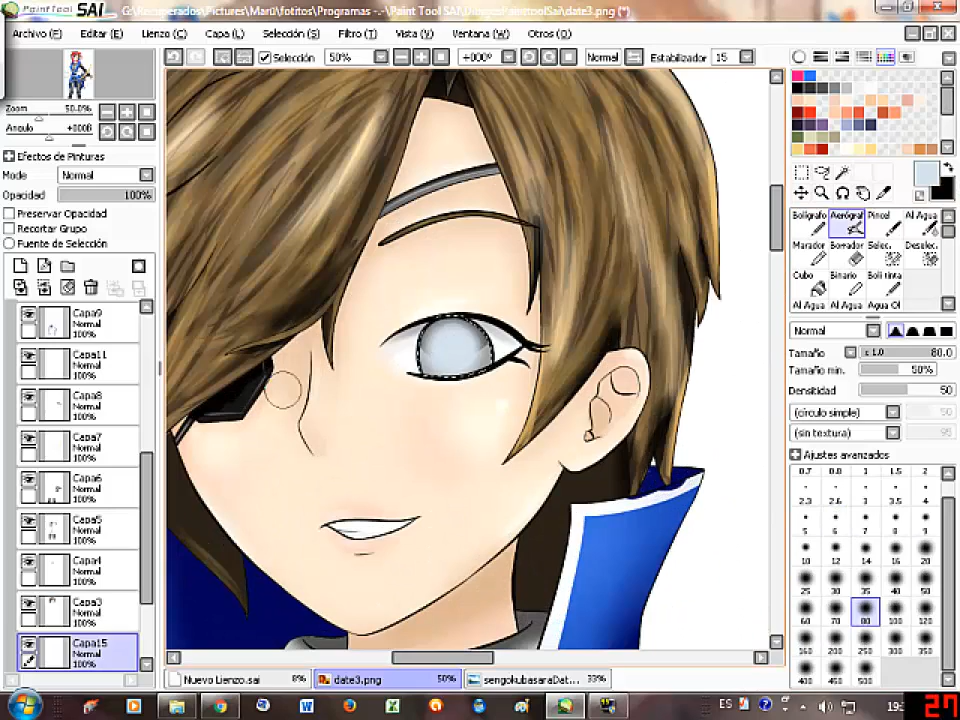 PaintTool SAI G:\Recuperados\Pictures\Marü\fotitos\Programas -.-\Paint Tool SAI\DibujosPainttoolSai\date3.png (*)
Archivo (F) Editar (E) Lienzo (C) Capa (L) Selección (S) Filtro (T) Vista (V) Ventana (W) Otros (O)
Selección 50% +000º Normal Estabilizador 15
Zoom 50.0%
Angulo +000B
Efectos de Pinturas
Mode Normal
Opacidad 100%
Preservar Opacidad
Recortar Grupo
Fuente de Selección
Capa9
Normal
100%
Capa11
Normal
100%
Capa8
Normal
100%
Capa7
Normal
100%
Capa6
Normal
100%
Capa5
Normal
100%
Capa4
Normal
100%
Capa3
Normal
100%
Capa15
Normal
100%
Bolígrafo Aerógraf Pincel Al Agua
Marador Borrador Selec. Deselec.
Cubo Binario Boli tinta
Al Agua Al Agua Agua Ol
Normal
Tamaño x 1.0 80.0
Tamaño min. 50%
Densitidad 50
(círculo simple) 50
(sin textura) 95
Ajustes avanzados
0.7 0.8 1 1.5 2
2.3 2.6 3 3.5 4
5 6 7 8 9
10 12 14 16 20
25 30 35 40 50
60 70 80 100 120
160 200 250 300 350
400 450 500
Nuevo Lienzo.sai 8% date3.png 50% sengokubasaraDat... 33%
ES 19:
27